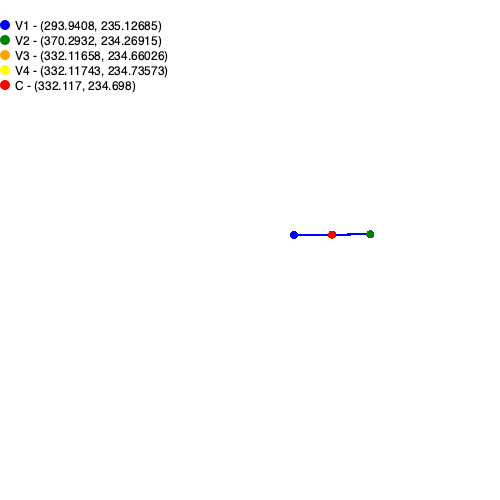 V1 - (293.9408, 235.12685)
V2 - (370.2932, 234.26915)
V3 - (332.11658, 234.66026)
V4 - (332.11743, 234.73573)
C - (332.117, 234.698)